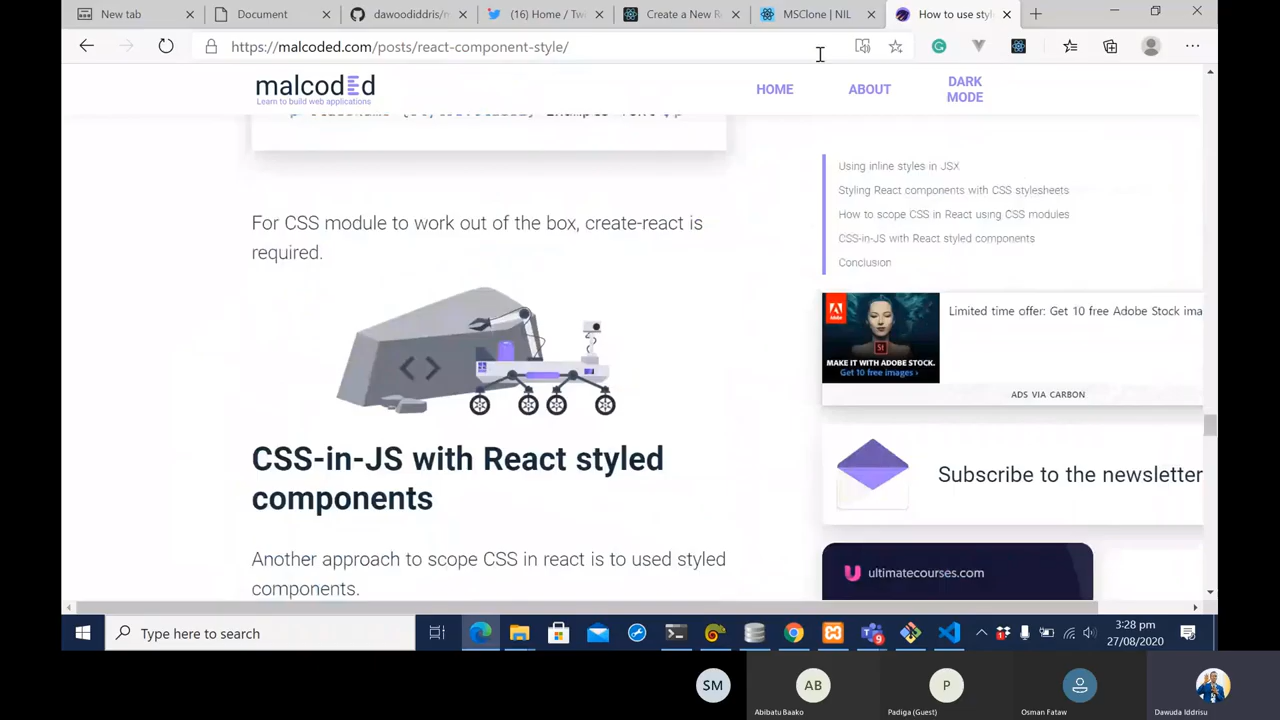 New tab
Document
dawoodiddris/n
(16) Home / Tw
Create a New R
MSClone | NIL
How to use styl
https://malcoded.com/posts/react-component-style/
malcoded
Learn to build web applications
HOME
ABOUT
DARK
MODE
For CSS module to work out of the box, create-react is
required.
CSS-in-JS with React styled
components
Another approach to scope CSS in react is to used styled
components.
Using inline styles in JSX
Styling React components with CSS stylesheets
How to scope CSS in React using CSS modules
CSS-in-JS with React styled components
Conclusion
MAKE IT WITH ADOBE STOCK.
Get 10 free images ›
Limited time offer: Get 10 free Adobe Stock ima
ADS VIA CARBON
Subscribe to the newsletter
ultimatecourses.com
Type here to search
3:28 pm
27/08/2020
SM
AB
Abibatu Baako
P
Padiga (Guest)
Osman Fataw
Dawuda Iddrisu